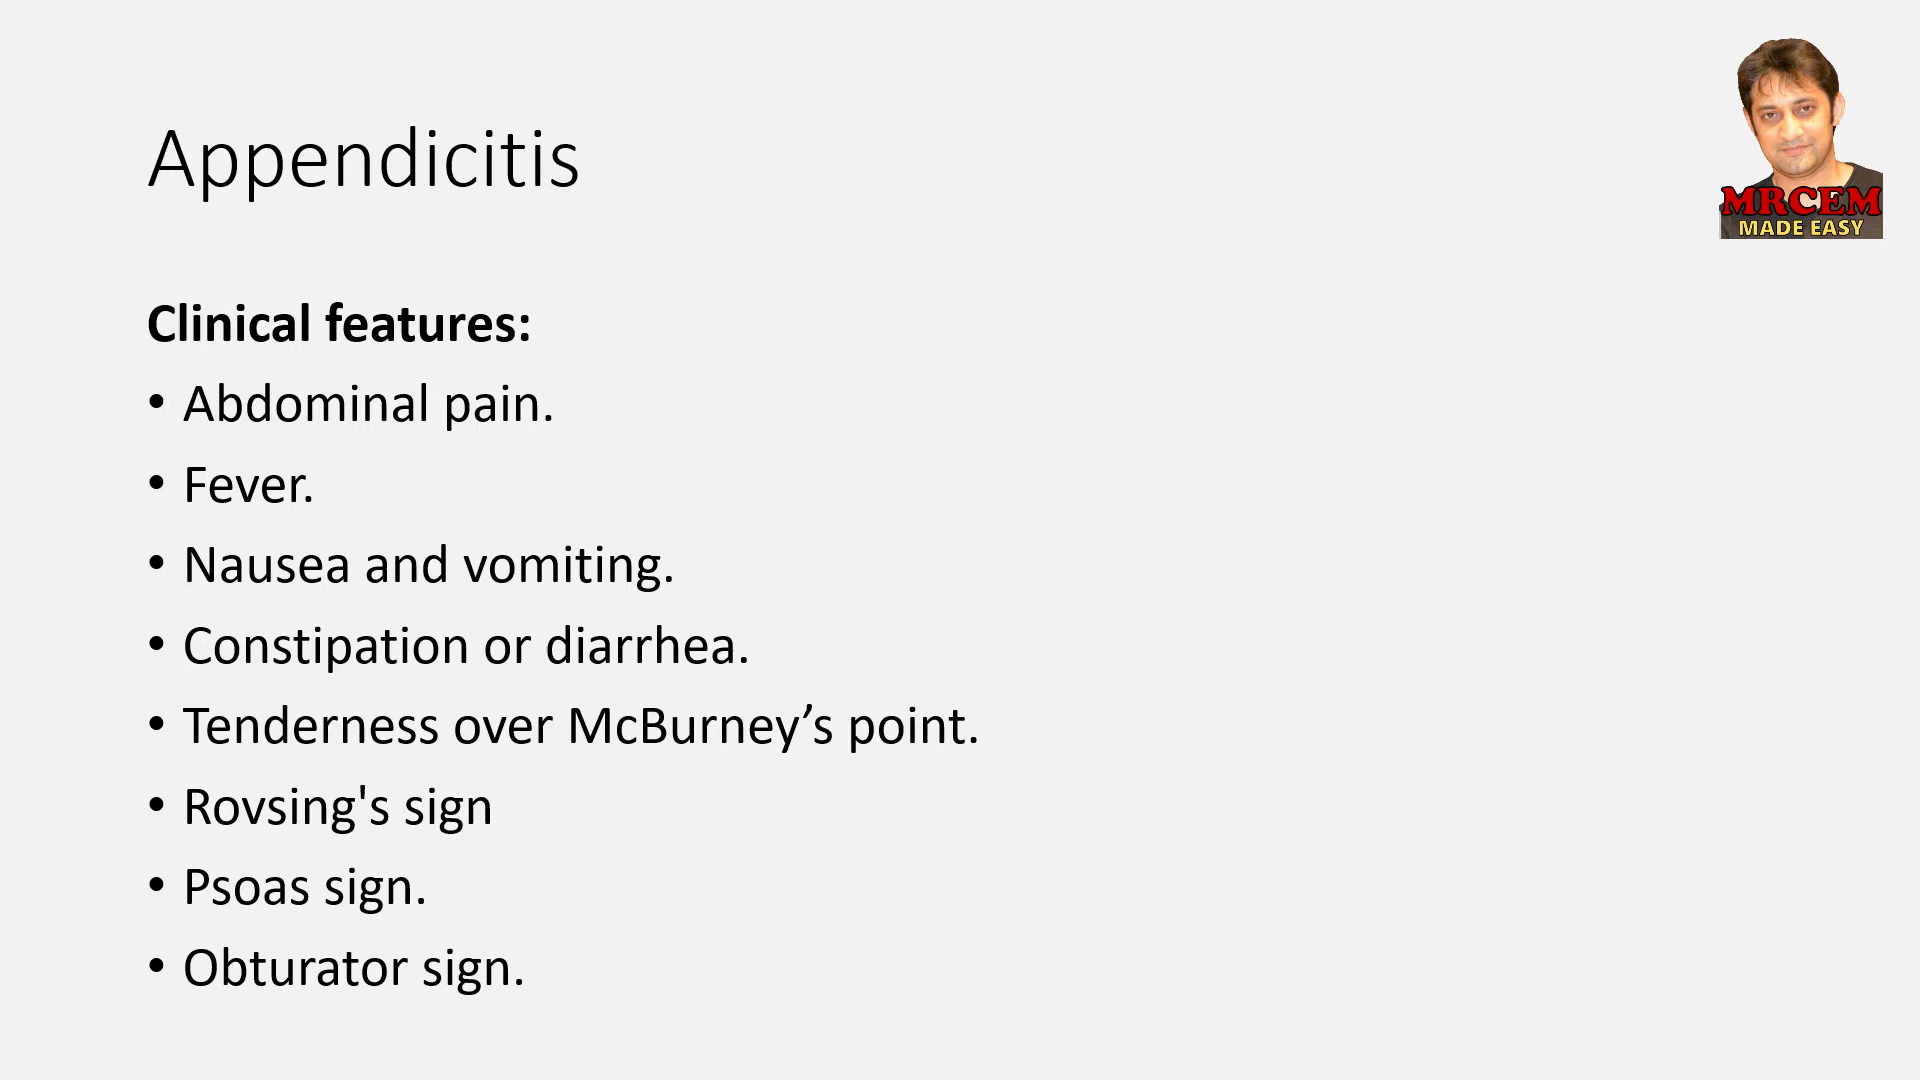 Appendicitis
MRCEM
MADE EASY
Clinical features:
• Abdominal pain.
• Fever.
• Nausea and vomiting.
• Constipation or diarrhea.
• Tenderness over McBurney’s point.
• Rovsing's sign
• Psoas sign.
• Obturator sign.